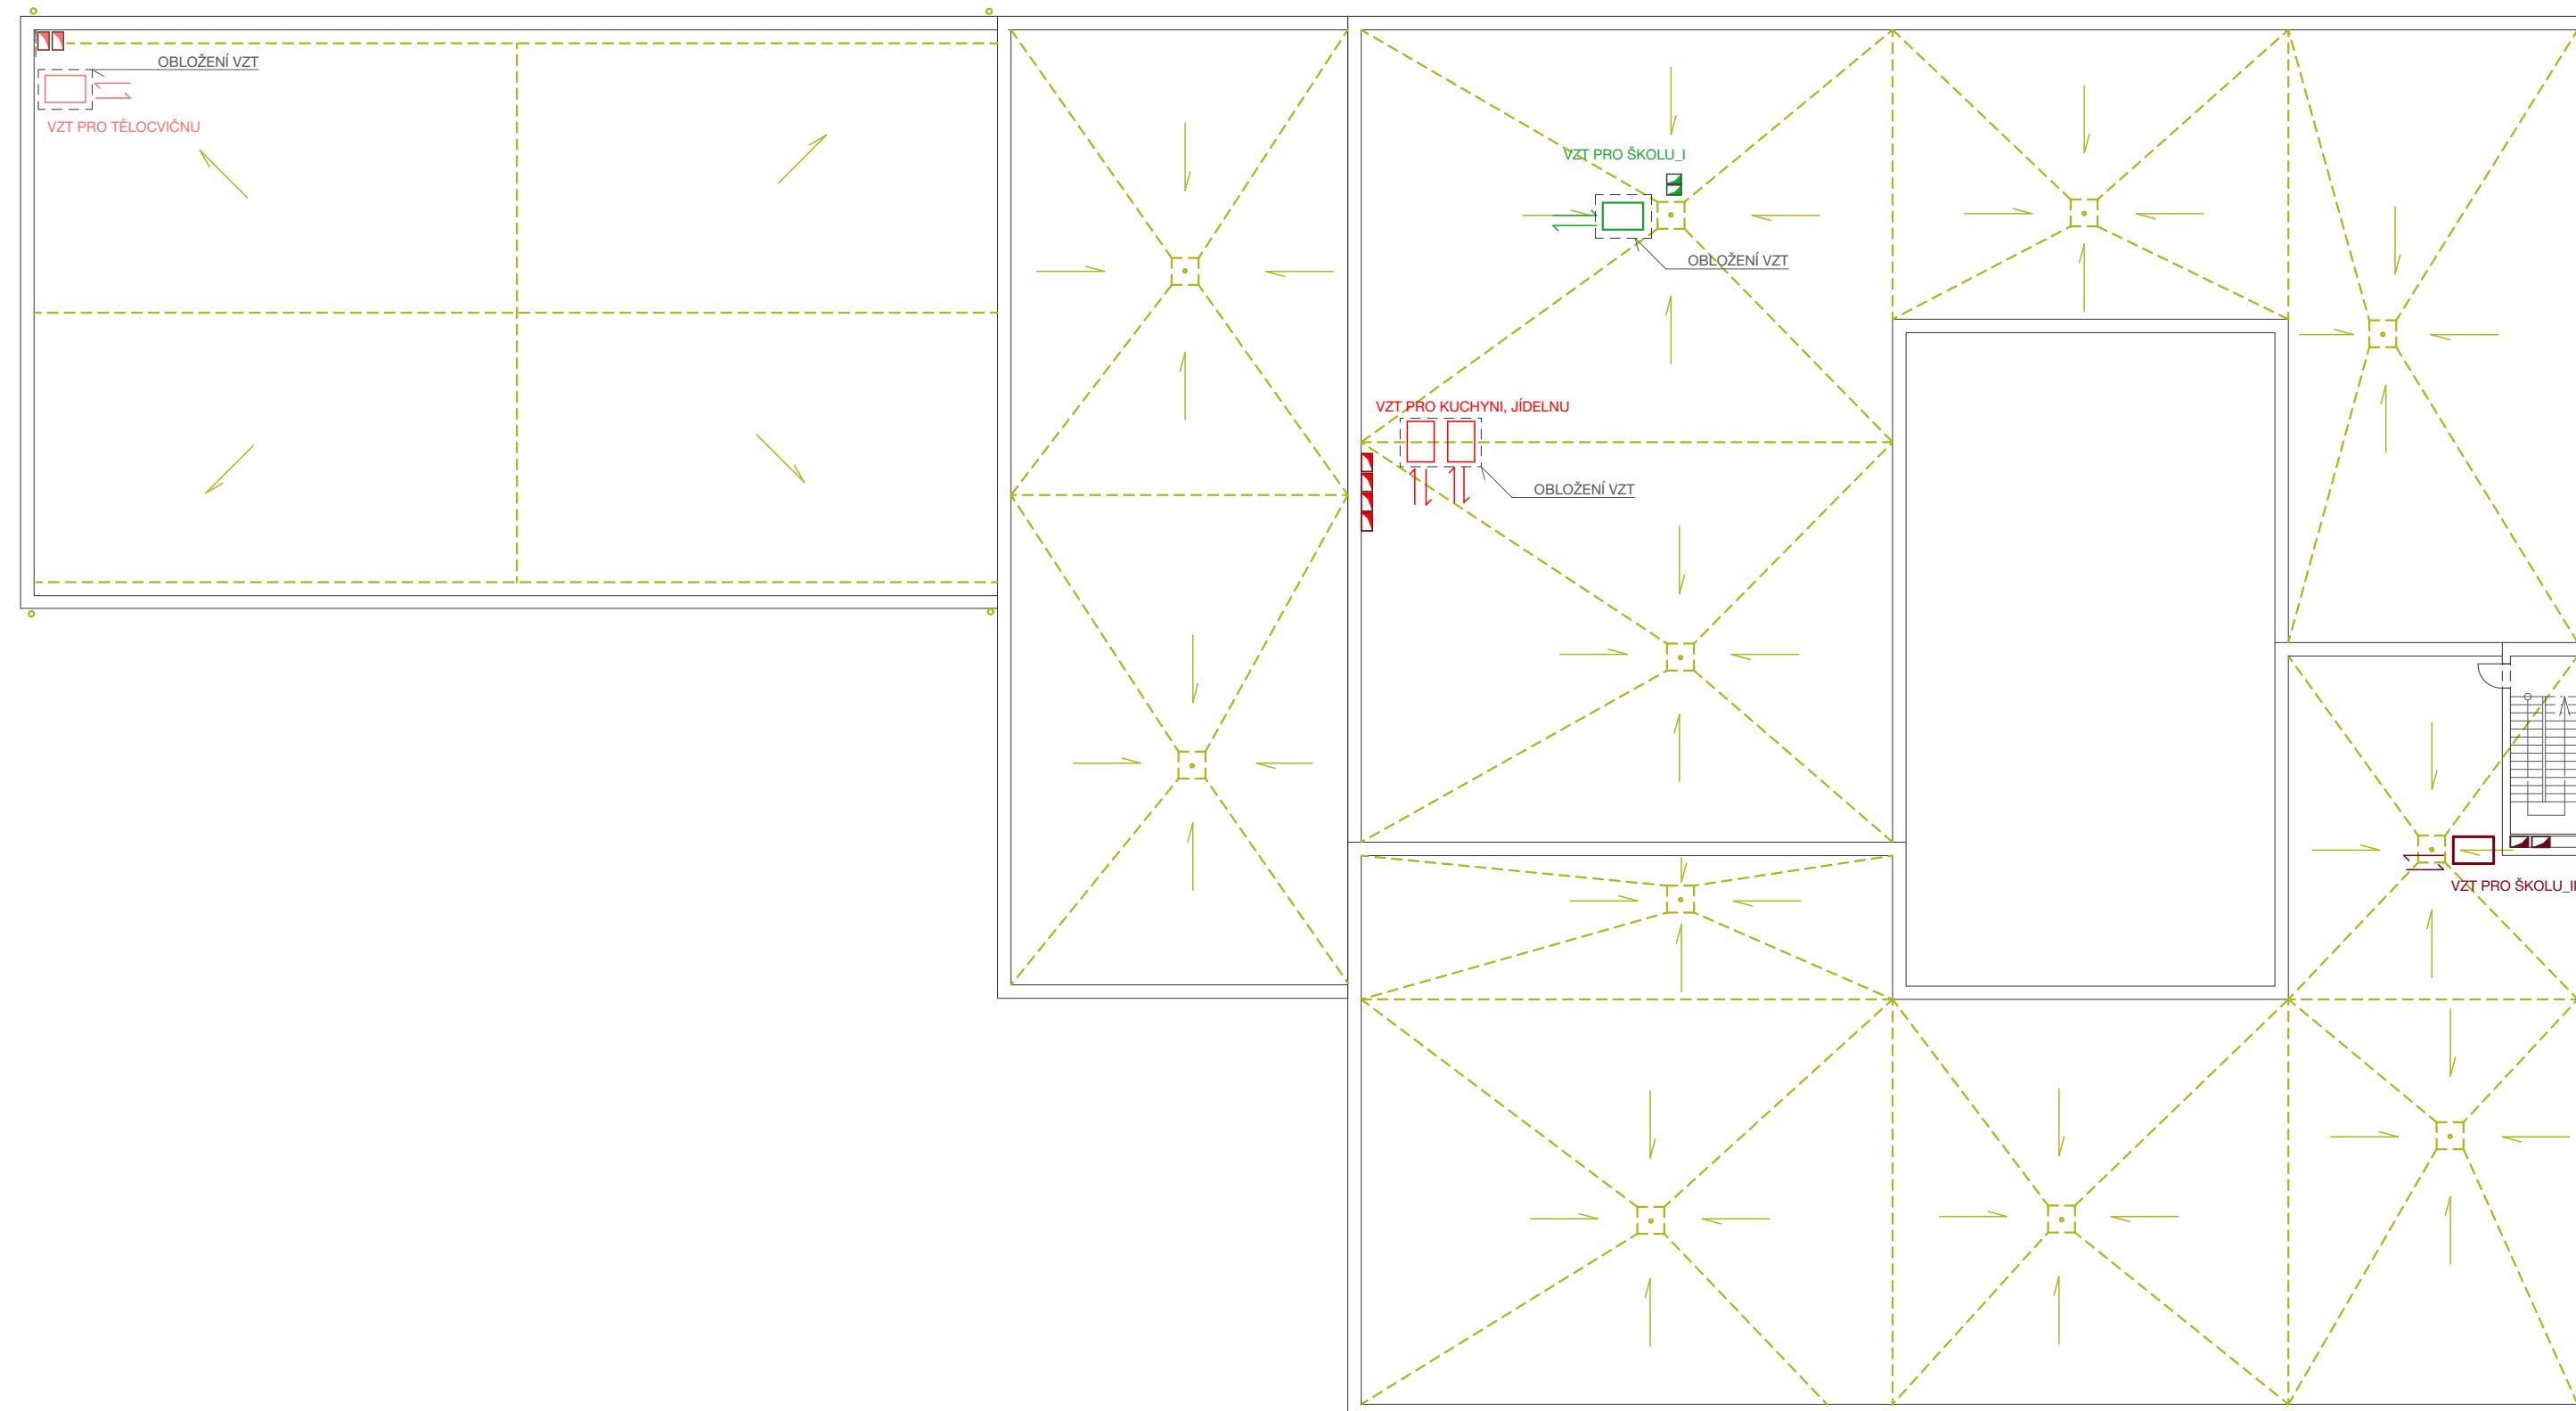 OBLOŽENÍ VZT
VZT PRO TĚLOCVIČNU
VZT PRO ŠKOLU_I
OBLOŽENÍ VZT
VZT PRO KUCHYNI, JÍDELNU
OBLOŽENÍ VZT
VZT PRO ŠKOLU_II